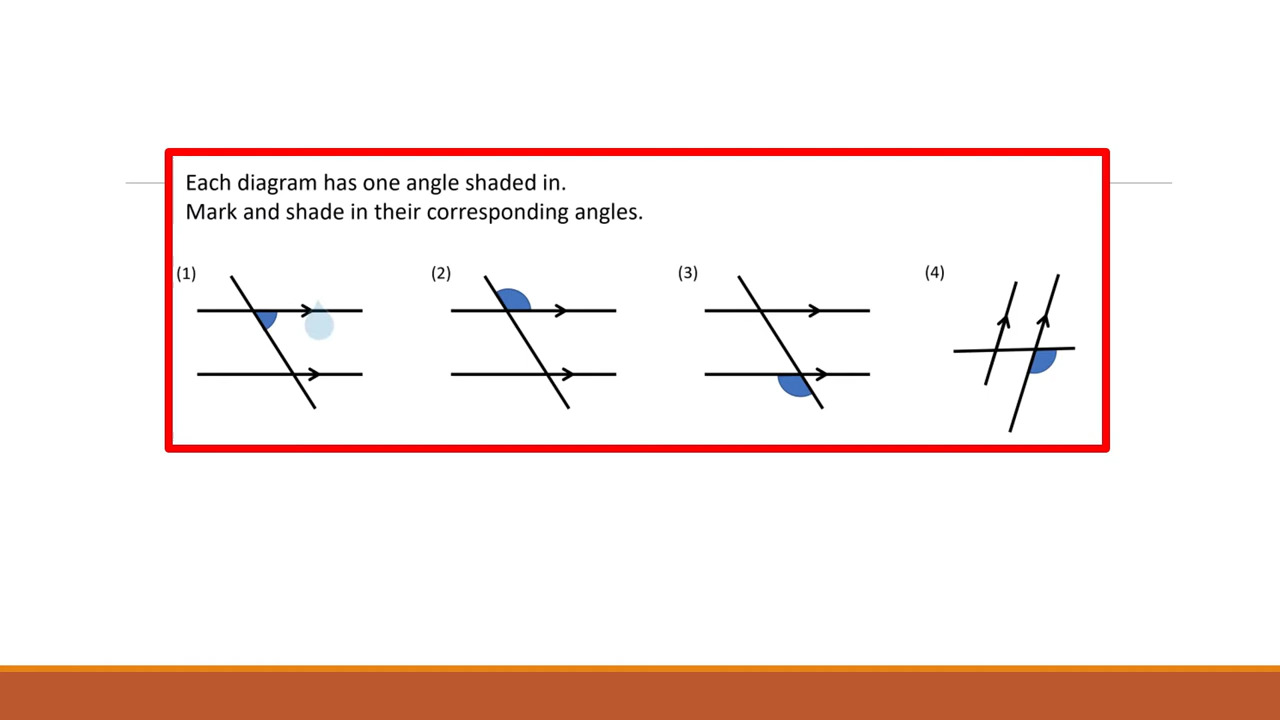 Each diagram has one angle shaded in.
Mark and shade in their corresponding angles.
(1) (2) (3) (4)